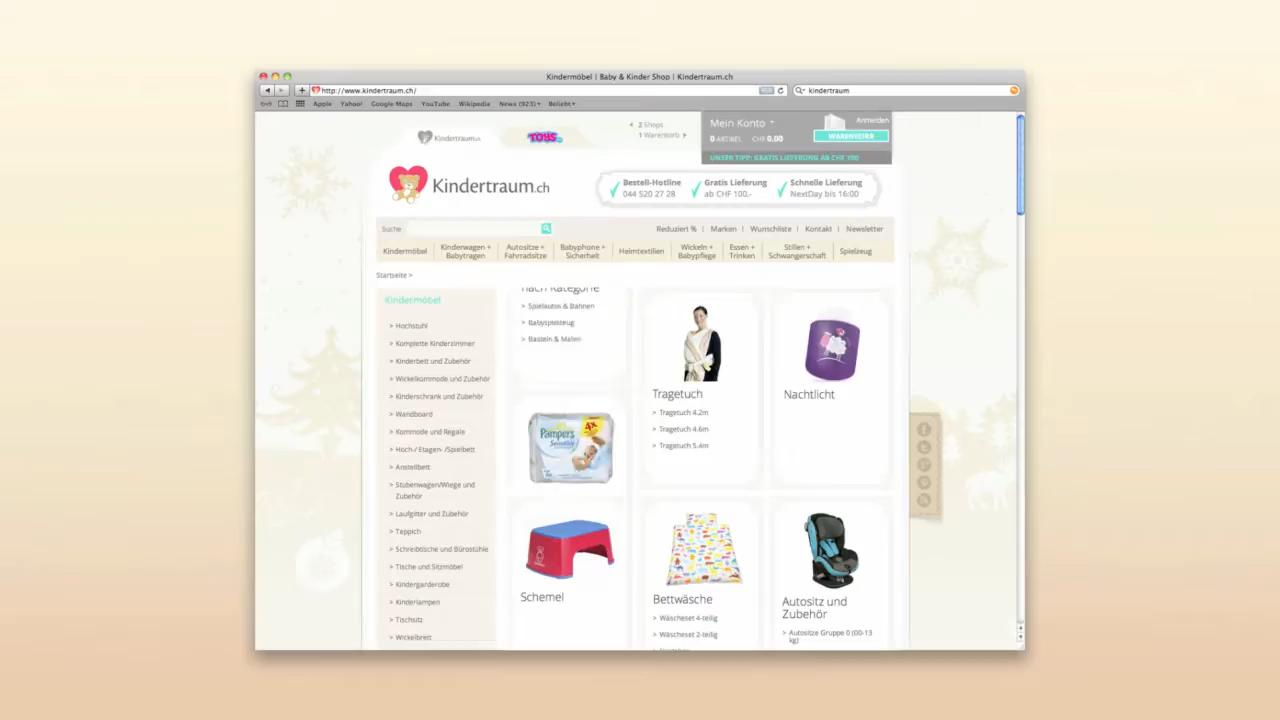 Kindermöbel | Baby & Kinder Shop | Kindertraum.ch
http://www.kindertraum.ch/
kindertraum
Apple Yahoo! Google Maps YouTube Wikipedia News (923) Beliebt
Kindertraum.ch
TOYS
2 Shops
1 Warenkorb
Mein Konto
Anmelden
0 ARTIKEL CHF 0.00
WARENKORB
UNSER TIPP: GRATIS LIEFERUNG AB CHF 100
Kindertraum.ch
Bestell-Hotline
044 520 27 28
Gratis Lieferung
ab CHF 100,-
Schnelle Lieferung
NextDay bis 16:00
Suche
Reduziert % | Marken | Wunschliste | Kontakt | Newsletter
Kindermöbel
Kinderwagen +
Babytragen
Autositze +
Fahrradsitze
Babyphone +
Sicherheit
Heimtextilien
Wickeln +
Babypflege
Essen +
Trinken
Stillen +
Schwangerschaft
Spielzeug
Startseite >
Kindermöbel
> Hochstuhl
> Komplette Kinderzimmer
> Kinderbett und Zubehör
> Wickelkommode und Zubehör
> Kinderschrank und Zubehör
> Wandboard
> Kommode und Regale
> Hoch-/ Etagen- /Spielbett
> Anstellbett
> Stubenwagen/Wiege und
Zubehör
> Laufgitter und Zubehör
> Teppich
> Schreibtische und Bürostühle
> Tische und Sitzmöbel
> Kindergarderobe
> Kinderlampen
> Tischsitz
> Wickelbrett
nach Kategorie
> Spielautos & Bahnen
> Babyspielzeug
> Basteln & Malen
Pampers
Sensitive
4x
Schemel
Tragetuch
> Tragetuch 4.2m
> Tragetuch 4.6m
> Tragetuch 5.4m
Nachtlicht
Bettwäsche
> Wäscheset 4-teilig
> Wäscheset 2-teilig
Autositz und
Zubehör
> Autositze Gruppe 0 (00-13
kg)